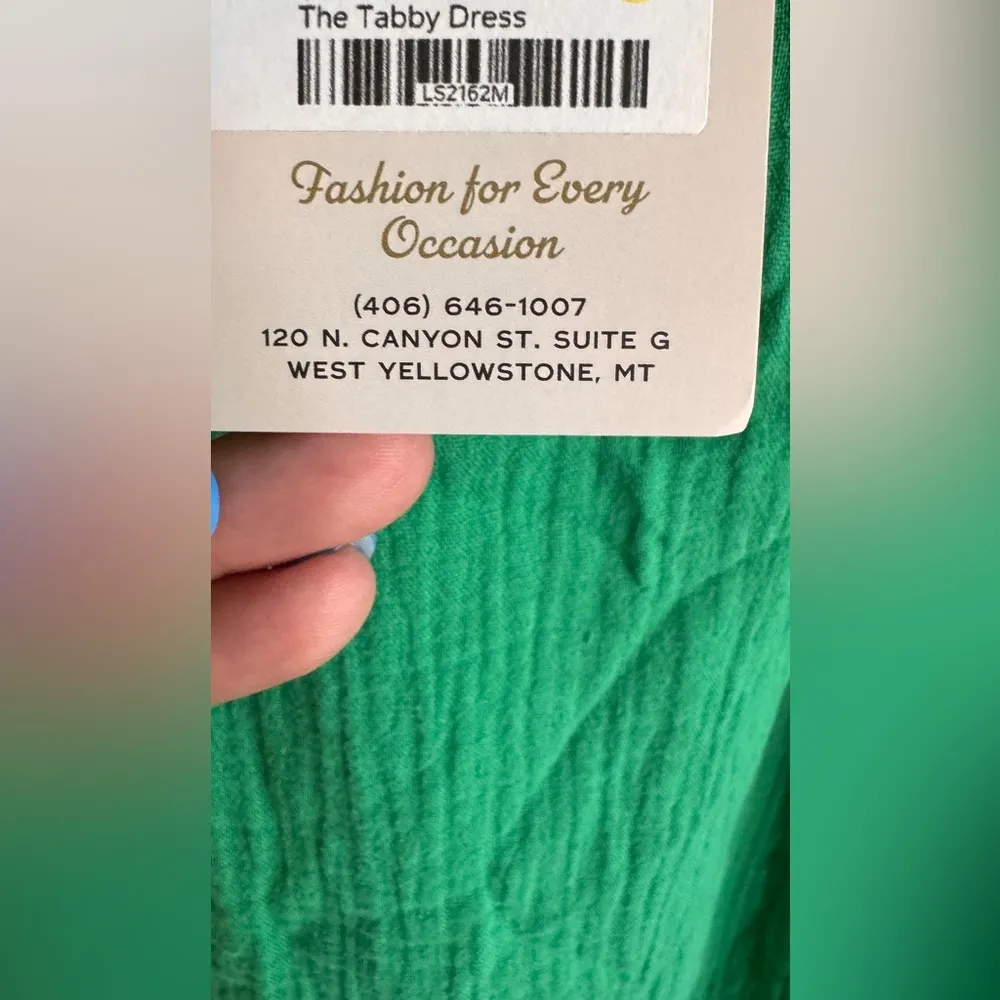 The Tabby Dress
LS2162M
Fashion for Every
Occasion
(406) 646-1007
120 N. CANYON ST. SUITE G
WEST YELLOWSTONE, MT